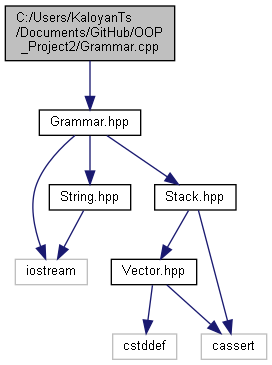 C:/Users/KaloyanTs
/Documents/GitHub/OOP
_Project2/Grammar.cpp
Grammar.hpp
String.hpp
Stack.hpp
iostream
Vector.hpp
cstddef
cassert